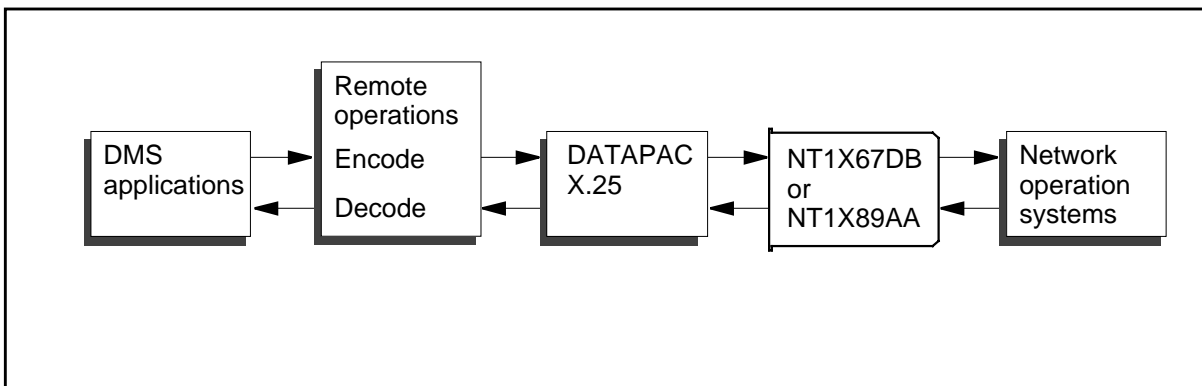 DMS
applications
Remote
operations
Encode
Decode
DATAPAC
X.25
NT1X67DB
or
NT1X89AA
Network
operation
systems